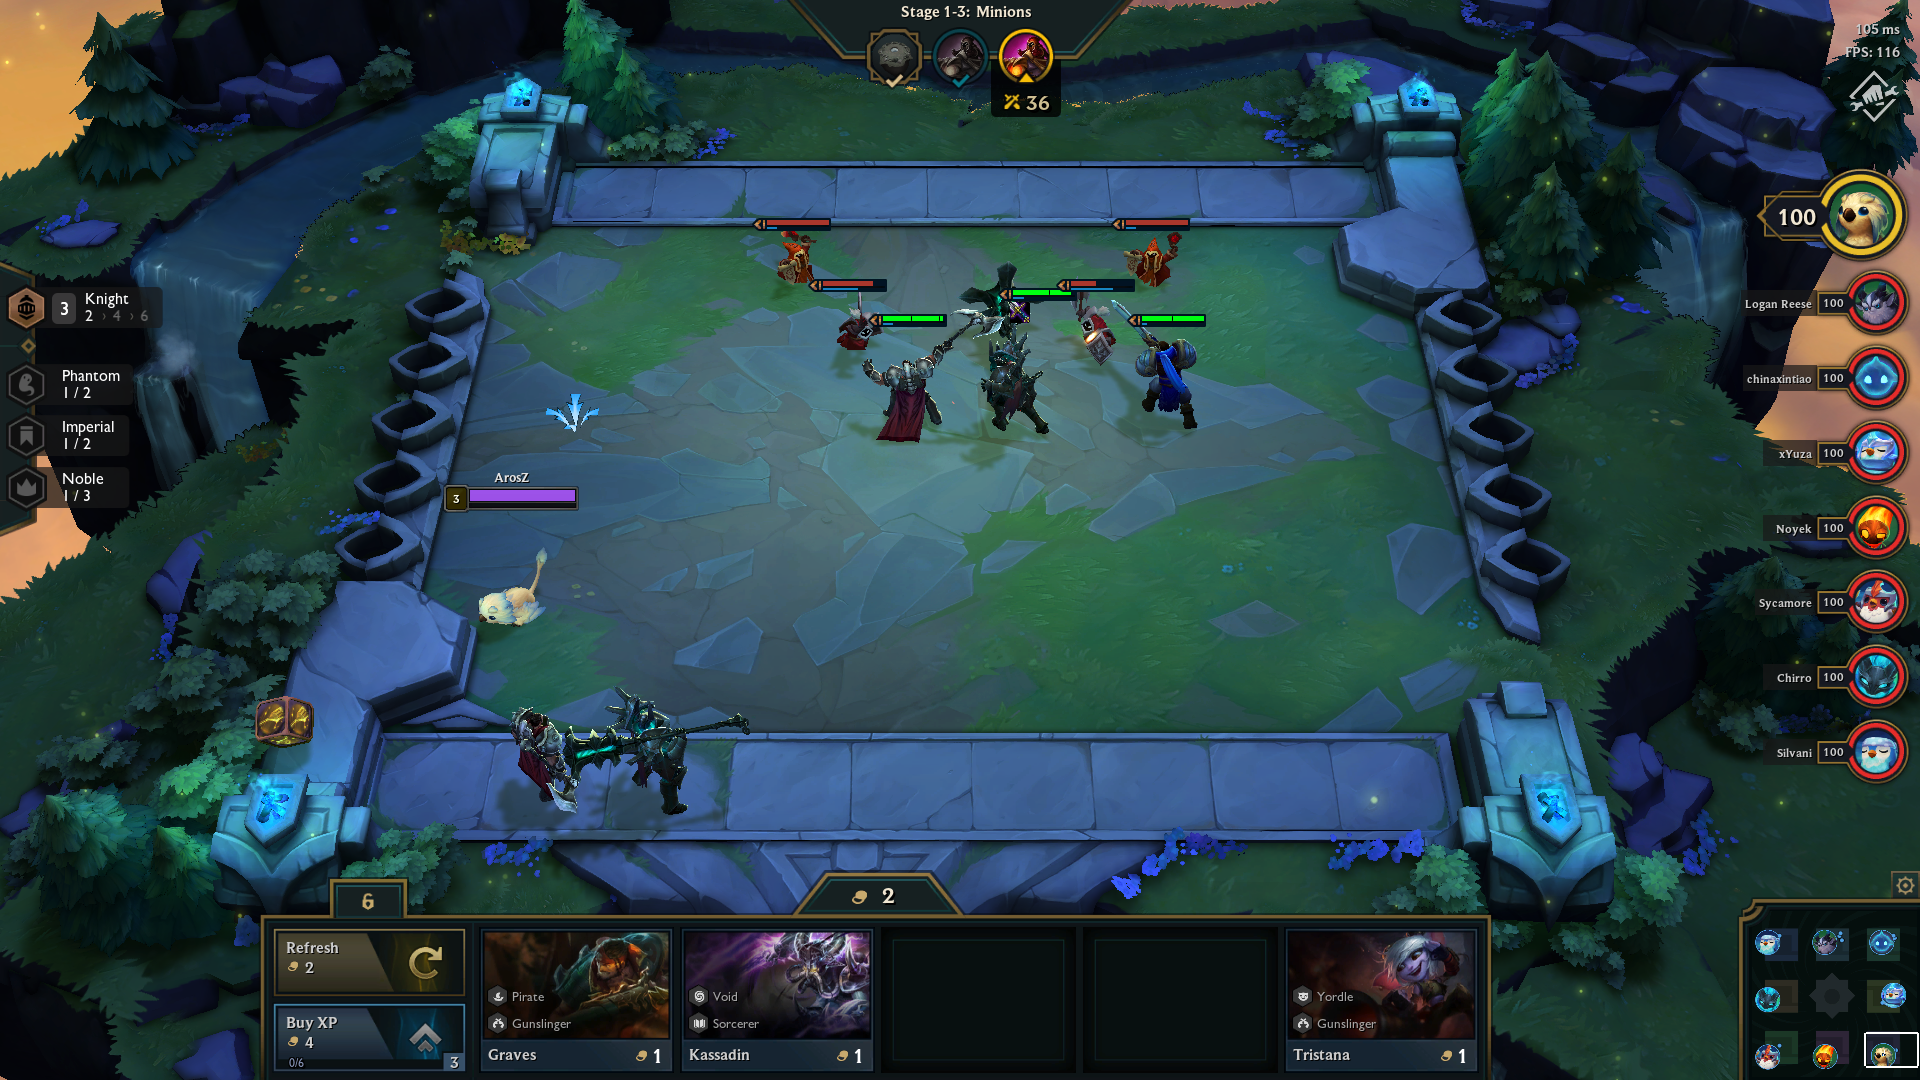 Stage 1-3: Minions
36
105 ms
FPS: 116
100
Knight
3
2 › 4 › 6
Phantom
1 / 2
Imperial
1 / 2
Noble
1 / 3
Logan Reese 100
chinaxintiao 100
xYuza 100
Noyek 100
Sycamore 100
Chirro 100
Silvani 100
ArosZ
3
6
2
Refresh
2
Buy XP
4
0/6
3
Pirate
Gunslinger
Graves 1
Void
Sorcerer
Kassadin 1
Yordle
Gunslinger
Tristana 1